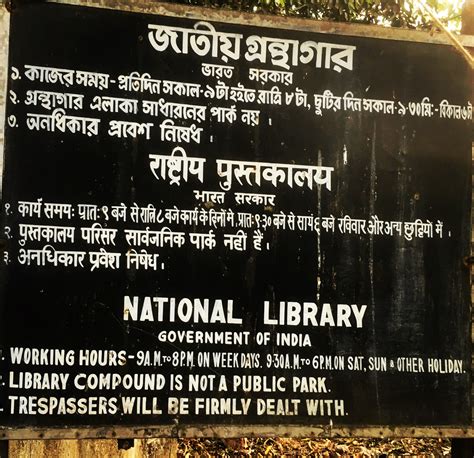 জাতীয় গ্রন্থাগার
ভারত সরকার
১. কাজের সময়-প্রতিদিন সকাল-৯টা হইতে রাত্রি ৮টা, ছুটির দিন সকাল-৯-৩০মি:- বিকাল ৬টা
২. গ্রন্থাগার এলাকা সাধারনের পার্ক নয় ।
৩. অনধিকার প্রবেশ নিষেধ ।
राष्ट्रीय पुस्तकालय
भारत सरकार
१. कार्य समय: प्रात: ९ बजे से रात्रि ८ बजे कार्य के दिनों में, प्रात: ९.३० बजे से सायं ६ बजे रविवार और अन्य छुट्टियों में ।
२. पुस्तकालय परिसर सार्वजनिक पार्क नहीं हैं ।
३. अनधिकार प्रवेश निषिध ।
NATIONAL LIBRARY
GOVERNMENT OF INDIA
. WORKING HOURS- 9A.M. TO 8P.M. ON WEEK DAYS. 9.30A.M. TO 6P.M. ON SAT, SUN & OTHER HOLIDAY.
. LIBRARY COMPOUND IS NOT A PUBLIC PARK.
. TRESPASSERS WILL BE FIRMLY DEALT WITH.